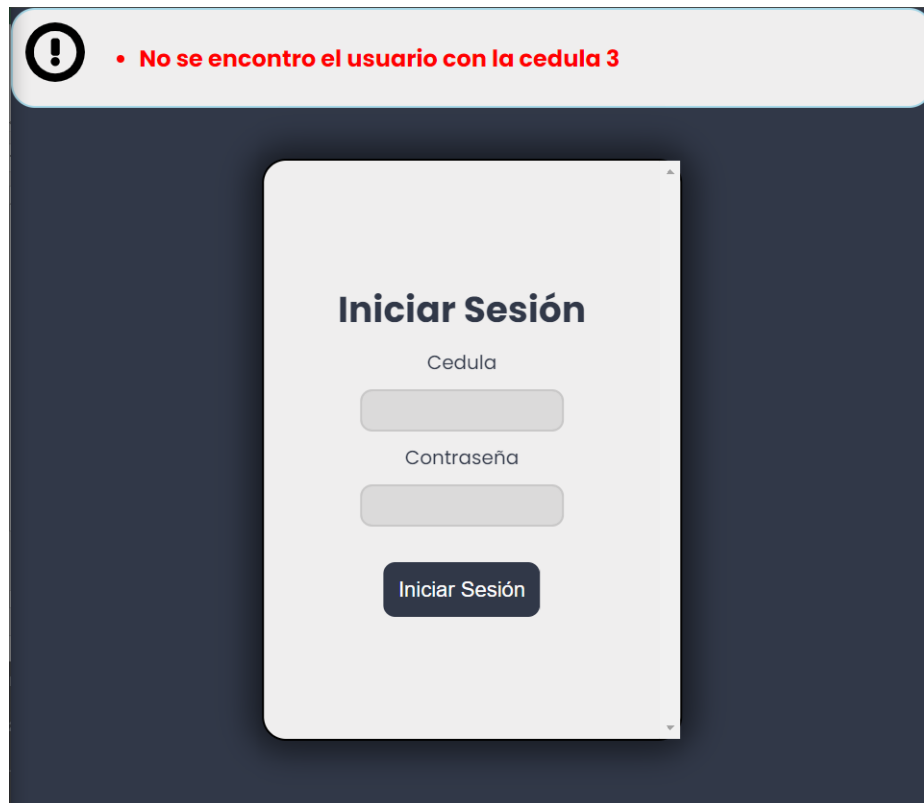 No se encontro el usuario con la cedula 3
Iniciar Sesión
Cedula
Contraseña
Iniciar Sesión